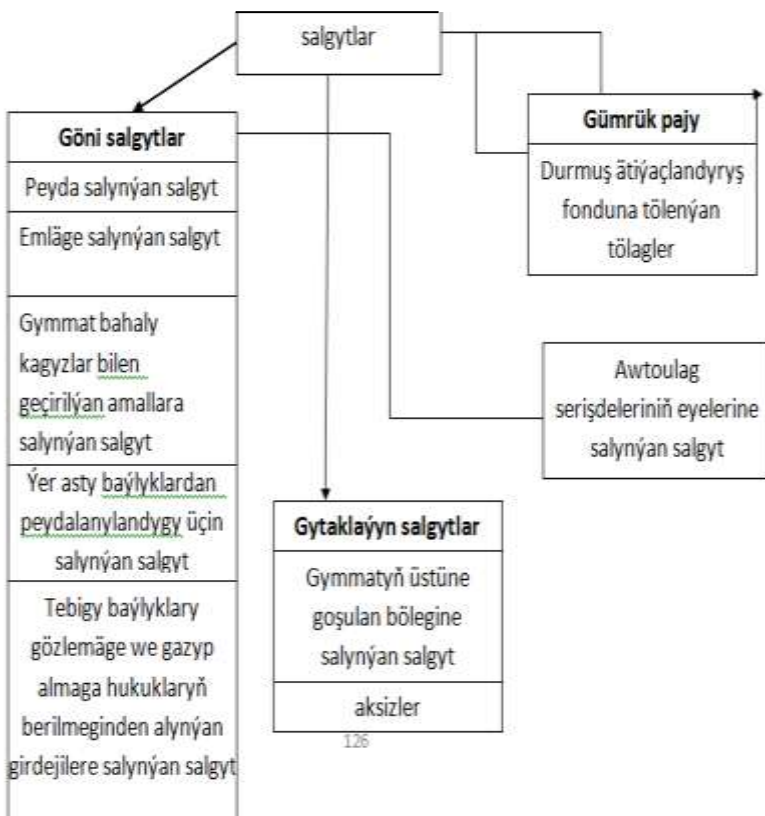 salgytlar
Göni salgytlar
Peyda salynýan salgyt
Emläge salynýan salgyt
Gymmat bahaly
kagyzlar bilen
geçirilýan amallara
salynýan salgyt
Ýer asty baýlyklardan
peýdalanylandygy üçin
salynýan salgyt
Tebigy baýlyklary
gözlemäge we gazyp
almaga hukuklaryň
berilmeginden alynýan
girdejilere salynýan salgyt
Gytaklaýyn salgytlar
Gymmatyň üstüne
goşulan bölegine
salynýan salgyt
aksizler
126
Gümrük pajy
Durmuş ätiýaçlandyryş
fonduna tölenýan
tölagler
Awtoulag
serişdeleriniň eyelerine
salynýan salgyt